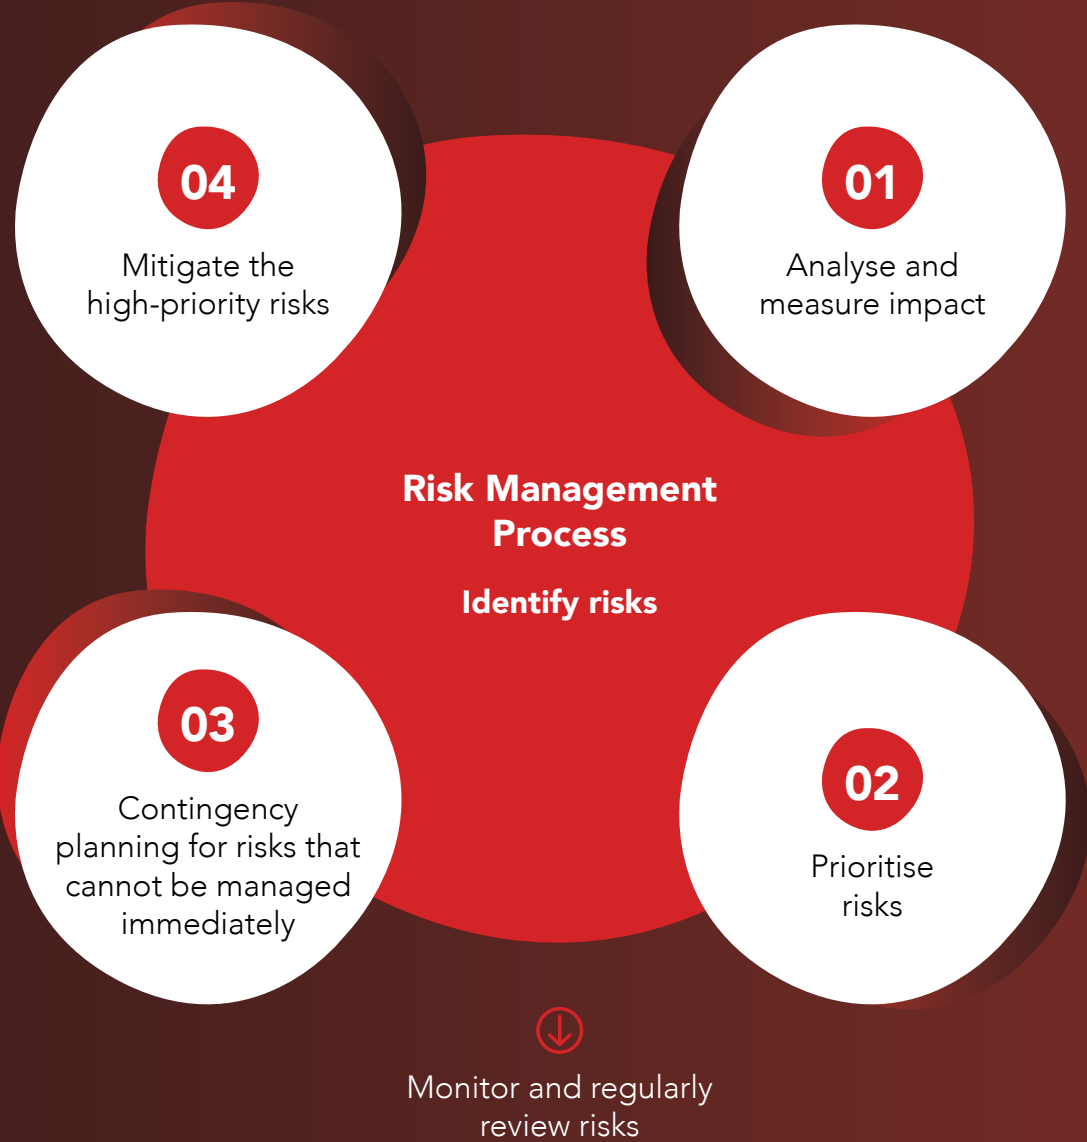 04
Mitigate the
high-priority risks
01
Analyse and
measure impact
Risk Management
Process
Identify risks
03
Contingency
planning for risks that
cannot be managed
immediately
02
Prioritise
risks
Monitor and regularly
review risks